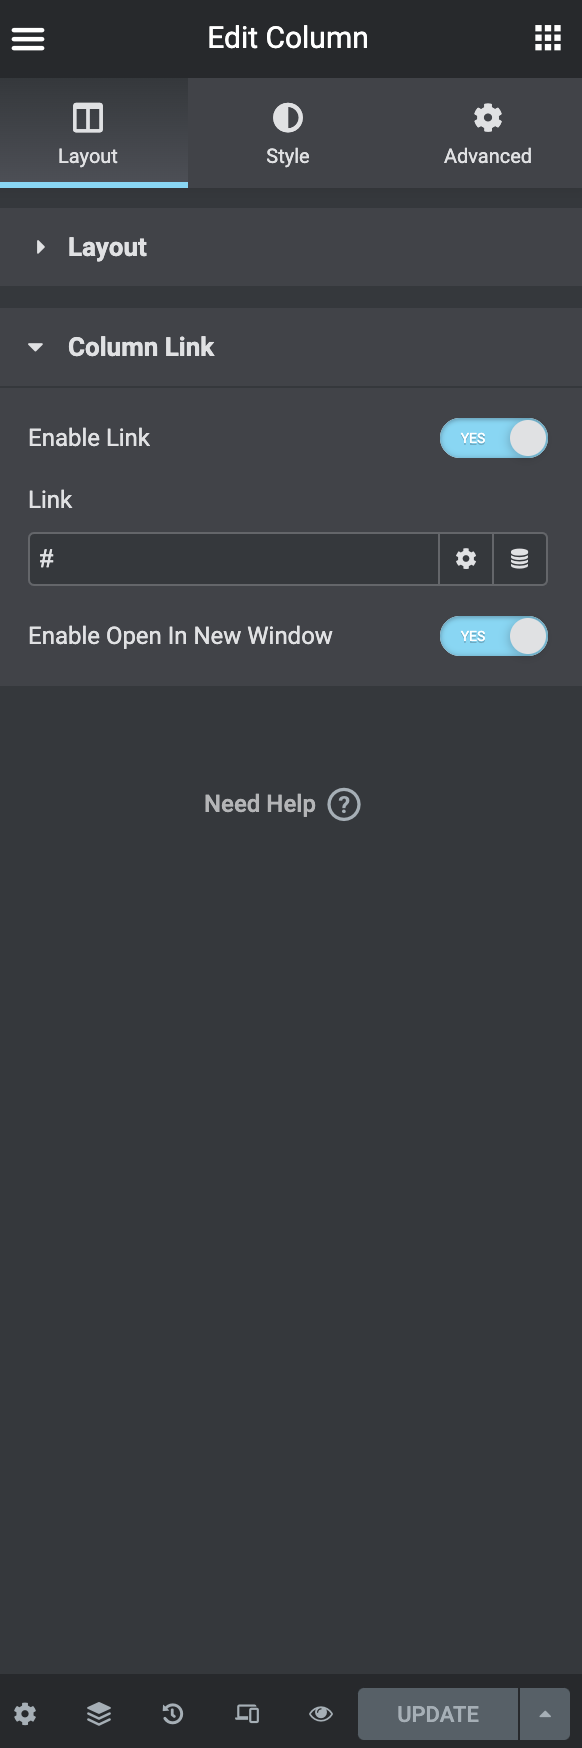 Edit Column
Layout
Style
Advanced
Layout
Column Link
Enable Link
YES
Link
#
Enable Open In New Window
YES
Need Help ?
UPDATE